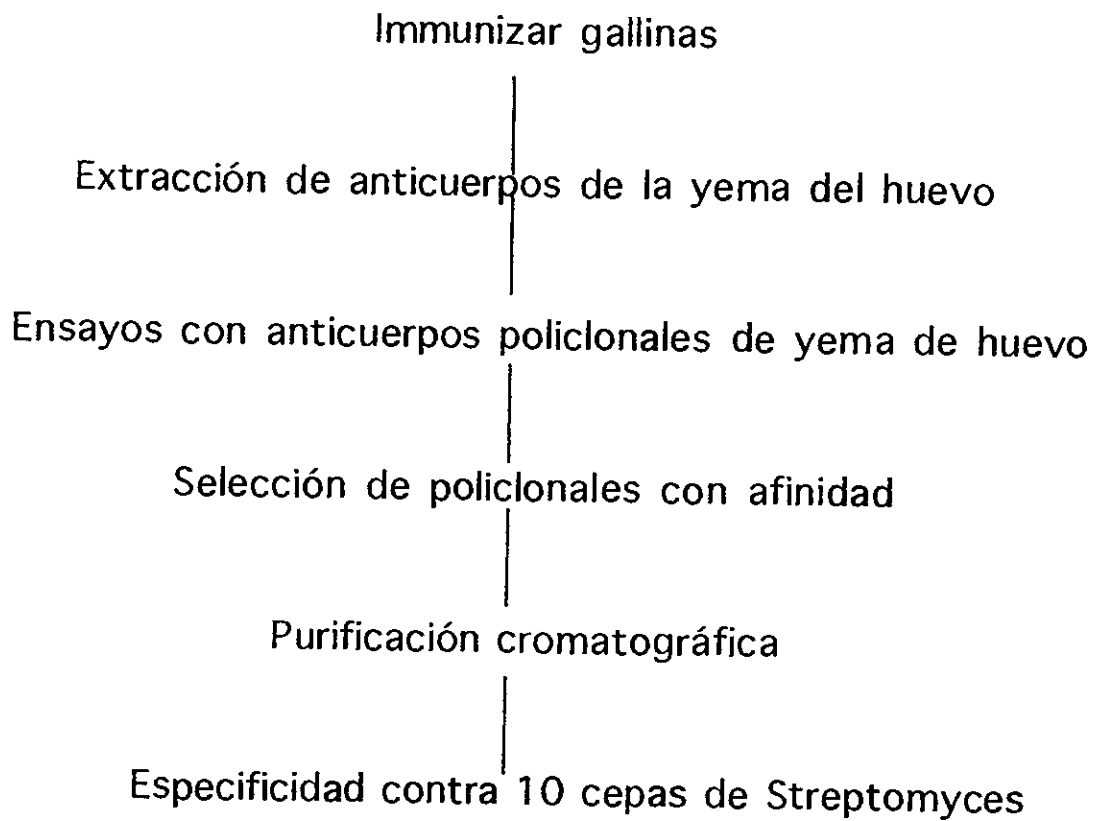 Immunizar gallinas
Extracción de anticuerpos de la yema del huevo
Ensayos con anticuerpos policlonales de yema de huevo
Selección de policlonales con afinidad
Purificación cromatográfica
Especificidad contra 10 cepas de Streptomyces